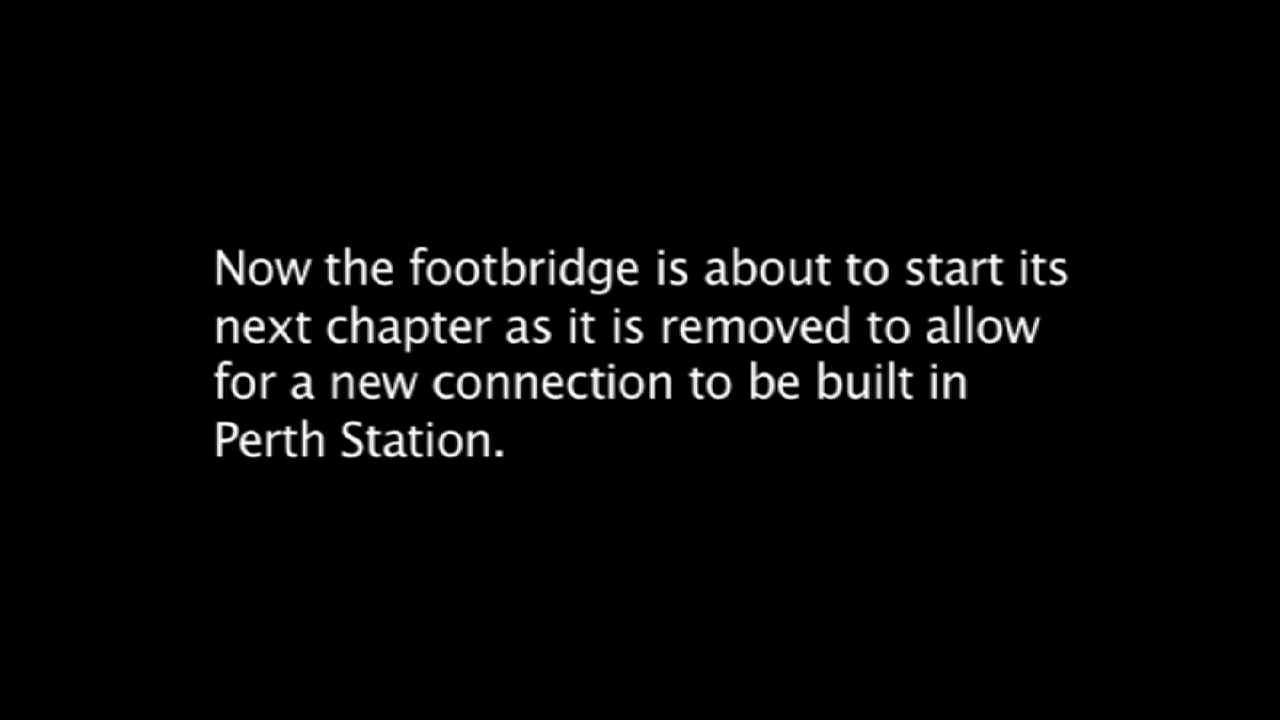 Now the footbridge is about to start its
next chapter as it is removed to allow
for a new connection to be built in
Perth Station.